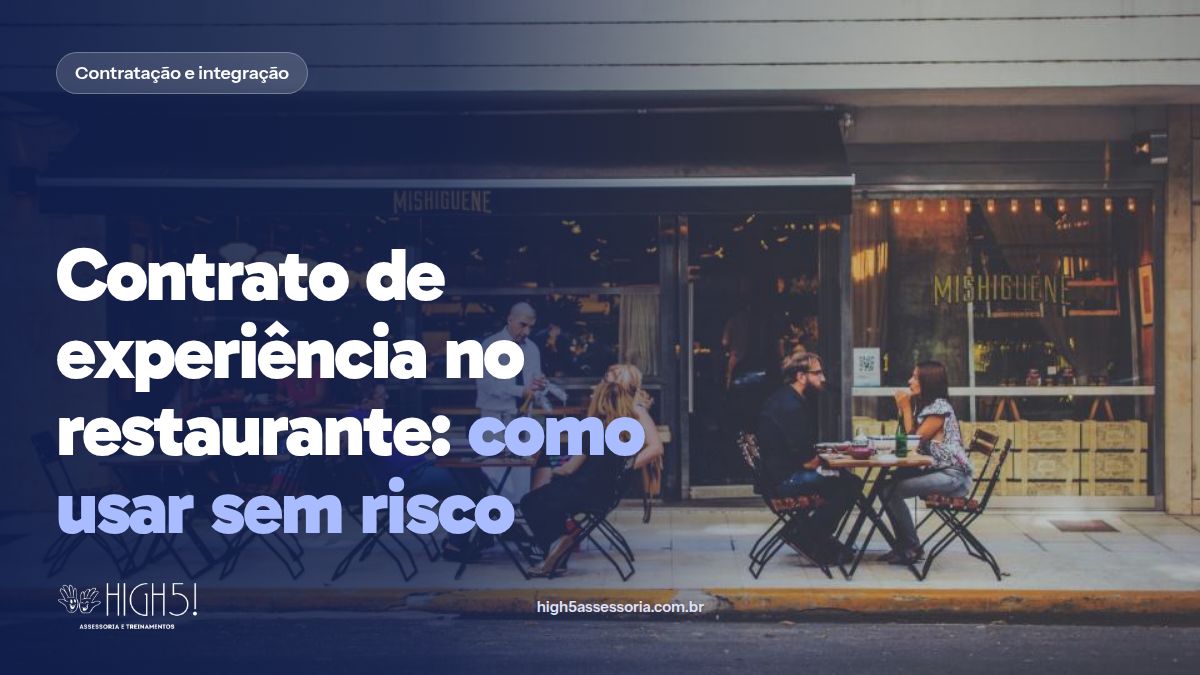 Contratação e integração
MISHIGUENE
MISHIGUENE
Contrato de
experiência no
restaurante: como
usar sem risco
HIGH5!
ASSESSORIA E TREINAMENTOS
high5assessoria.com.br